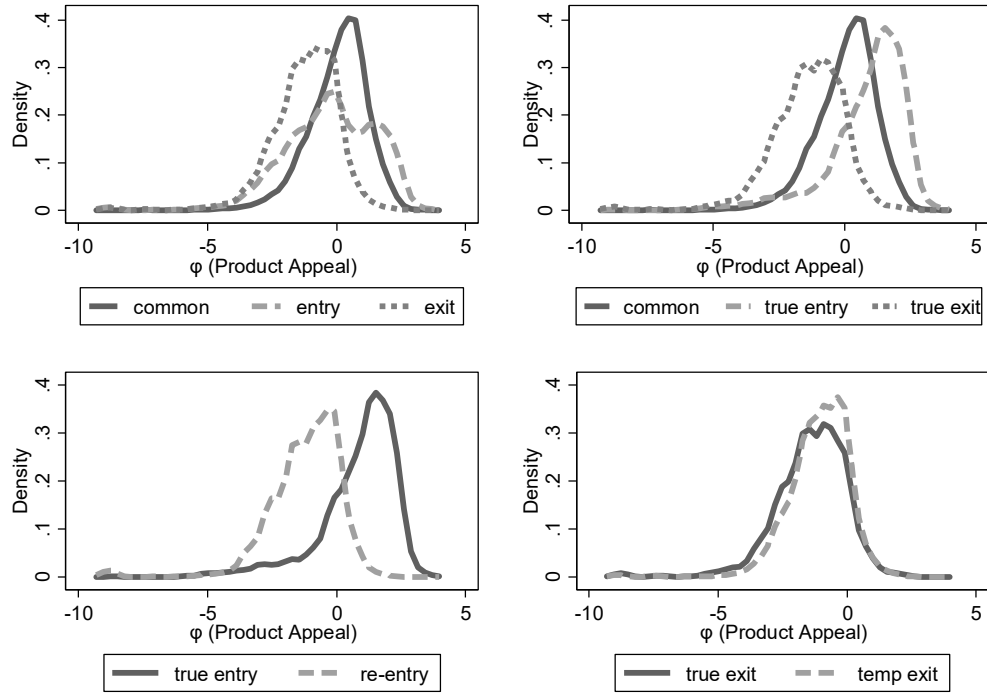 Density
.4
.3
.2
.1
0
-10 -5 0 5
φ (Product Appeal)
common entry exit
Density
.4
.3
.2
.1
0
-10 -5 0 5
φ (Product Appeal)
common true entry true exit
Density
.4
.3
.2
.1
0
-10 -5 0 5
φ (Product Appeal)
true entry re-entry
Density
.4
.3
.2
.1
0
-10 -5 0 5
φ (Product Appeal)
true exit temp exit